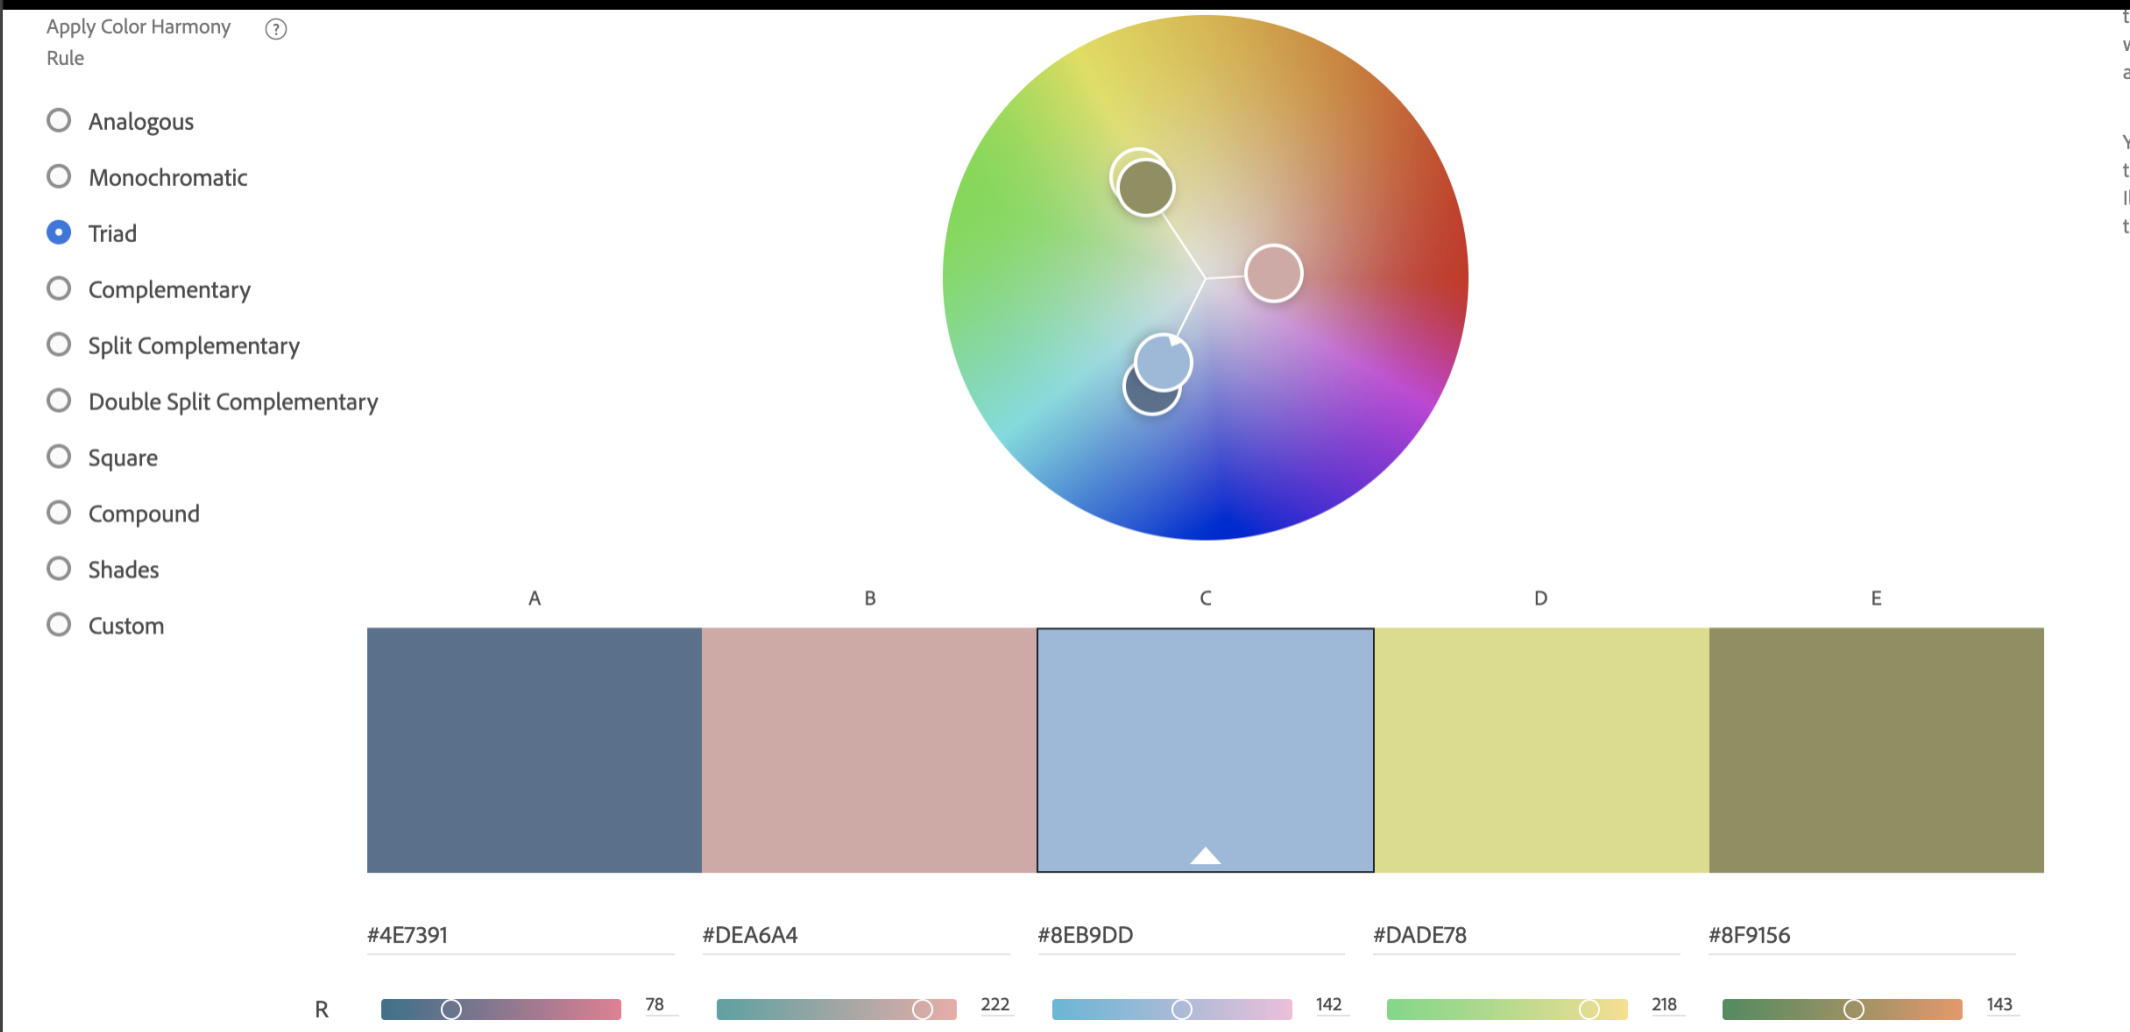 Apply Color Harmony
Rule
Analogous
Monochromatic
Triad
Complementary
Split Complementary
Double Split Complementary
Square
Compound
Shades
Custom
A B C D E
#4E7391 #DEA6A4 #8EB9DD #DADE78 #8F9156
R 78 222 142 218 143